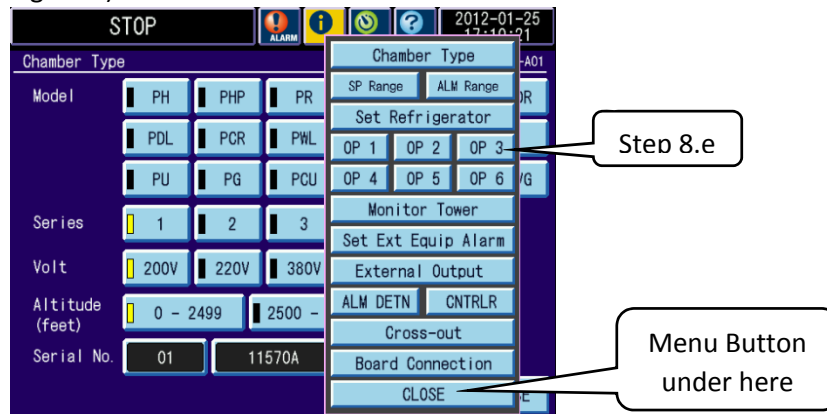 STOP ALARM i ? 2012-01-25
17:10:21
Chamber Type -A01
Model PH PHP PR DR
PDL PCR PWL
PU PG PCU VG
Series 1 2 3
Volt 200V 220V 380V
Altitude
(feet) 0 - 2499 2500 -
Serial No. 01 11570A
Chamber Type
SP Range ALM Range
Set Refrigerator
OP 1 OP 2 OP 3
OP 4 OP 5 OP 6
Monitor Tower
Set Ext Equip Alarm
External Output
ALM DETN CNTRLR
Cross-out
Board Connection
CLOSE
Step 8.e
Menu Button
under here